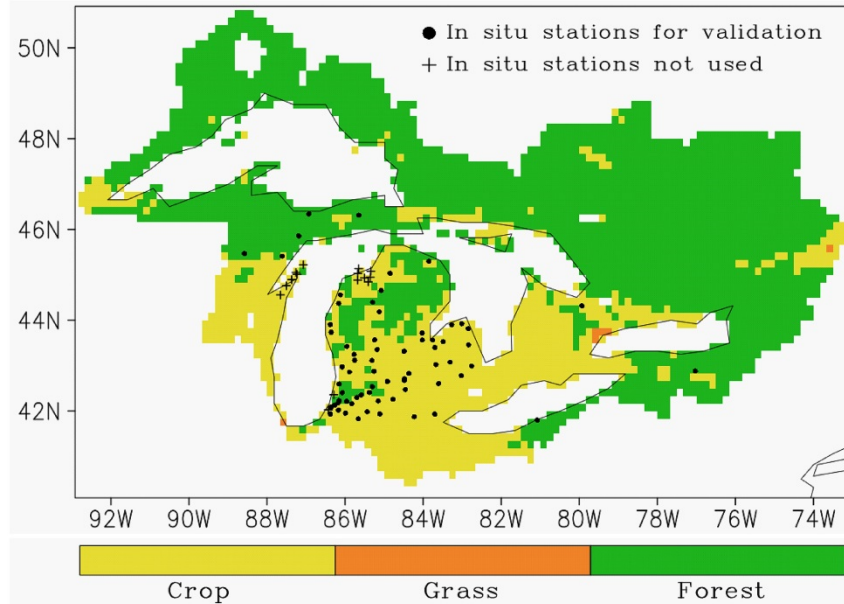 50N
In situ stations for validation
In situ stations not used
48N
46N
44N
42N
92W 90W 88W 86W 84W 82W 80W 78W 76W 74W
Crop Grass Forest